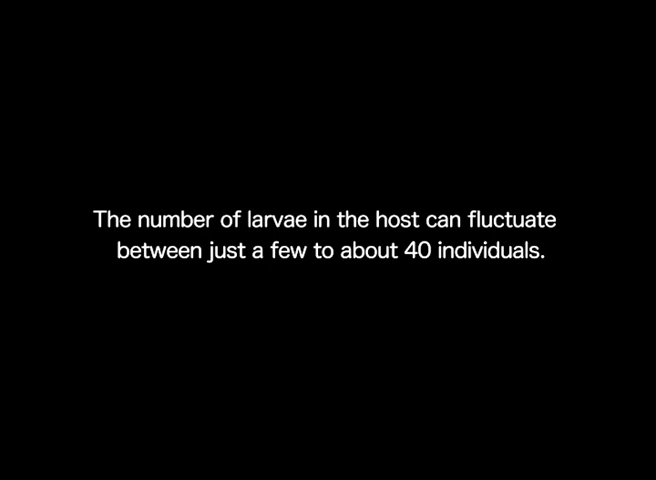 The number of larvae in the host can fluctuate
between just a few to about 40 individuals.